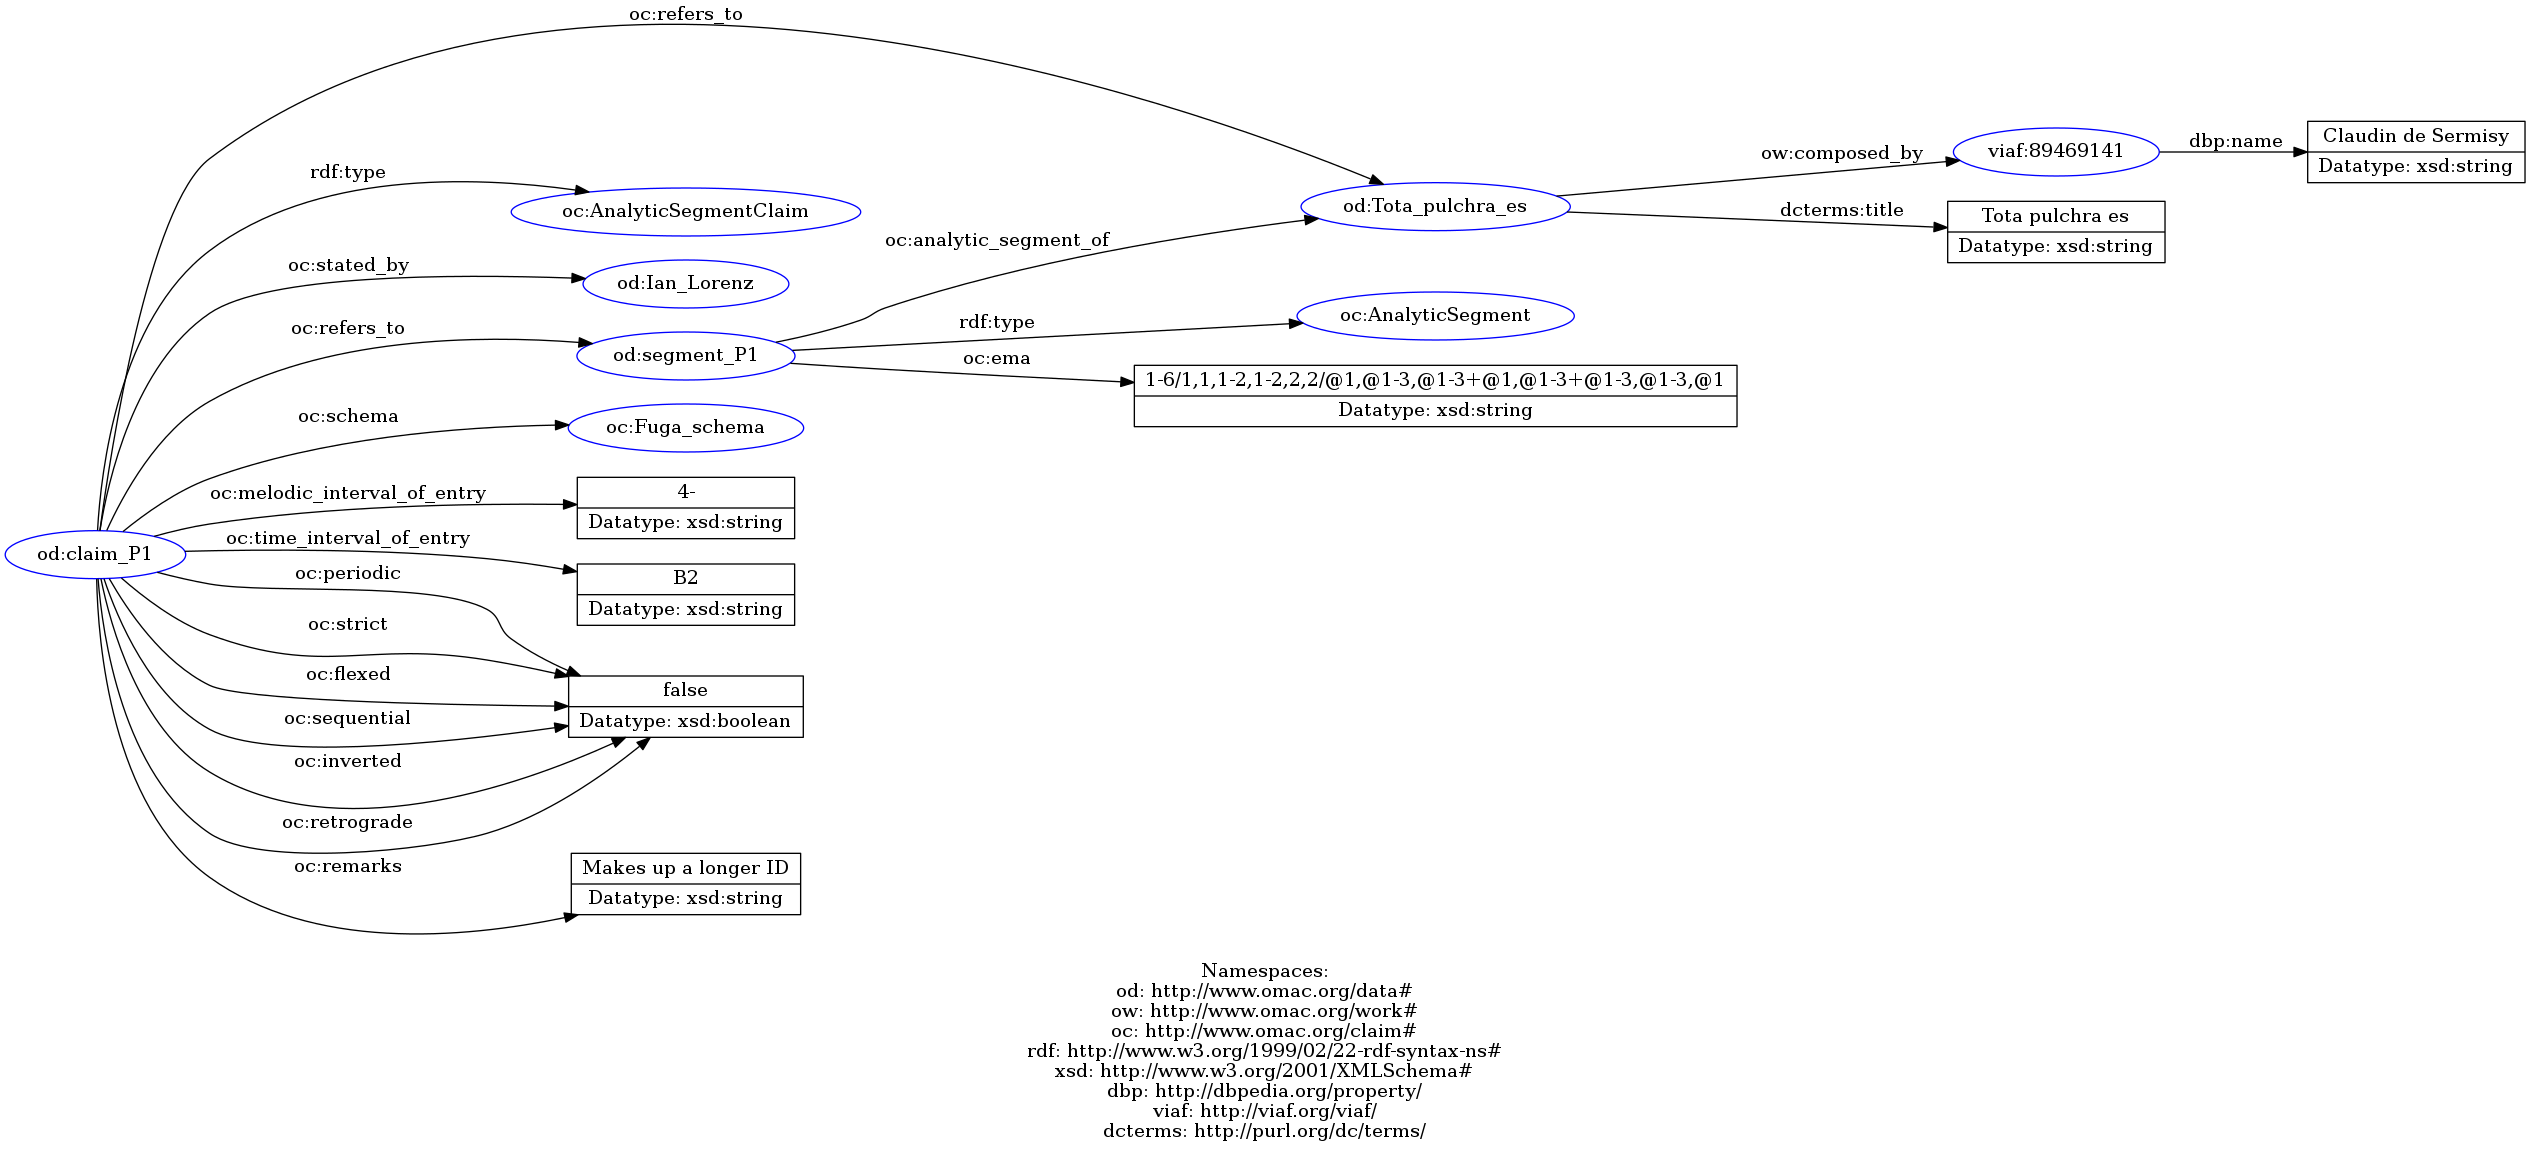 oc:refers_to
rdf:type
oc:AnalyticSegmentClaim
oc:stated_by
od:Ian_Lorenz
oc:refers_to
od:segment_P1
oc:schema
oc:Fuga_schema
oc:melodic_interval_of_entry
4-
Datatype: xsd:string
od:claim_P1
oc:time_interval_of_entry
B2
Datatype: xsd:string
oc:periodic
oc:strict
oc:flexed
oc:sequential
oc:inverted
oc:retrograde
false
Datatype: xsd:boolean
oc:remarks
Makes up a longer ID
Datatype: xsd:string
oc:analytic_segment_of
od:Tota_pulchra_es
rdf:type
oc:AnalyticSegment
oc:ema
1-6/1,1,1-2,1-2,2,2/@1,@1-3,@1-3+@1,@1-3+@1-3,@1-3,@1
Datatype: xsd:string
ow:composed_by
viaf:89469141
dbp:name
Claudin de Sermisy
Datatype: xsd:string
dcterms:title
Tota pulchra es
Datatype: xsd:string
Namespaces:
od: http://www.omac.org/data#
ow: http://www.omac.org/work#
oc: http://www.omac.org/claim#
rdf: http://www.w3.org/1999/02/22-rdf-syntax-ns#
xsd: http://www.w3.org/2001/XMLSchema#
dbp: http://dbpedia.org/property/
viaf: http://viaf.org/viaf/
dcterms: http://purl.org/dc/terms/